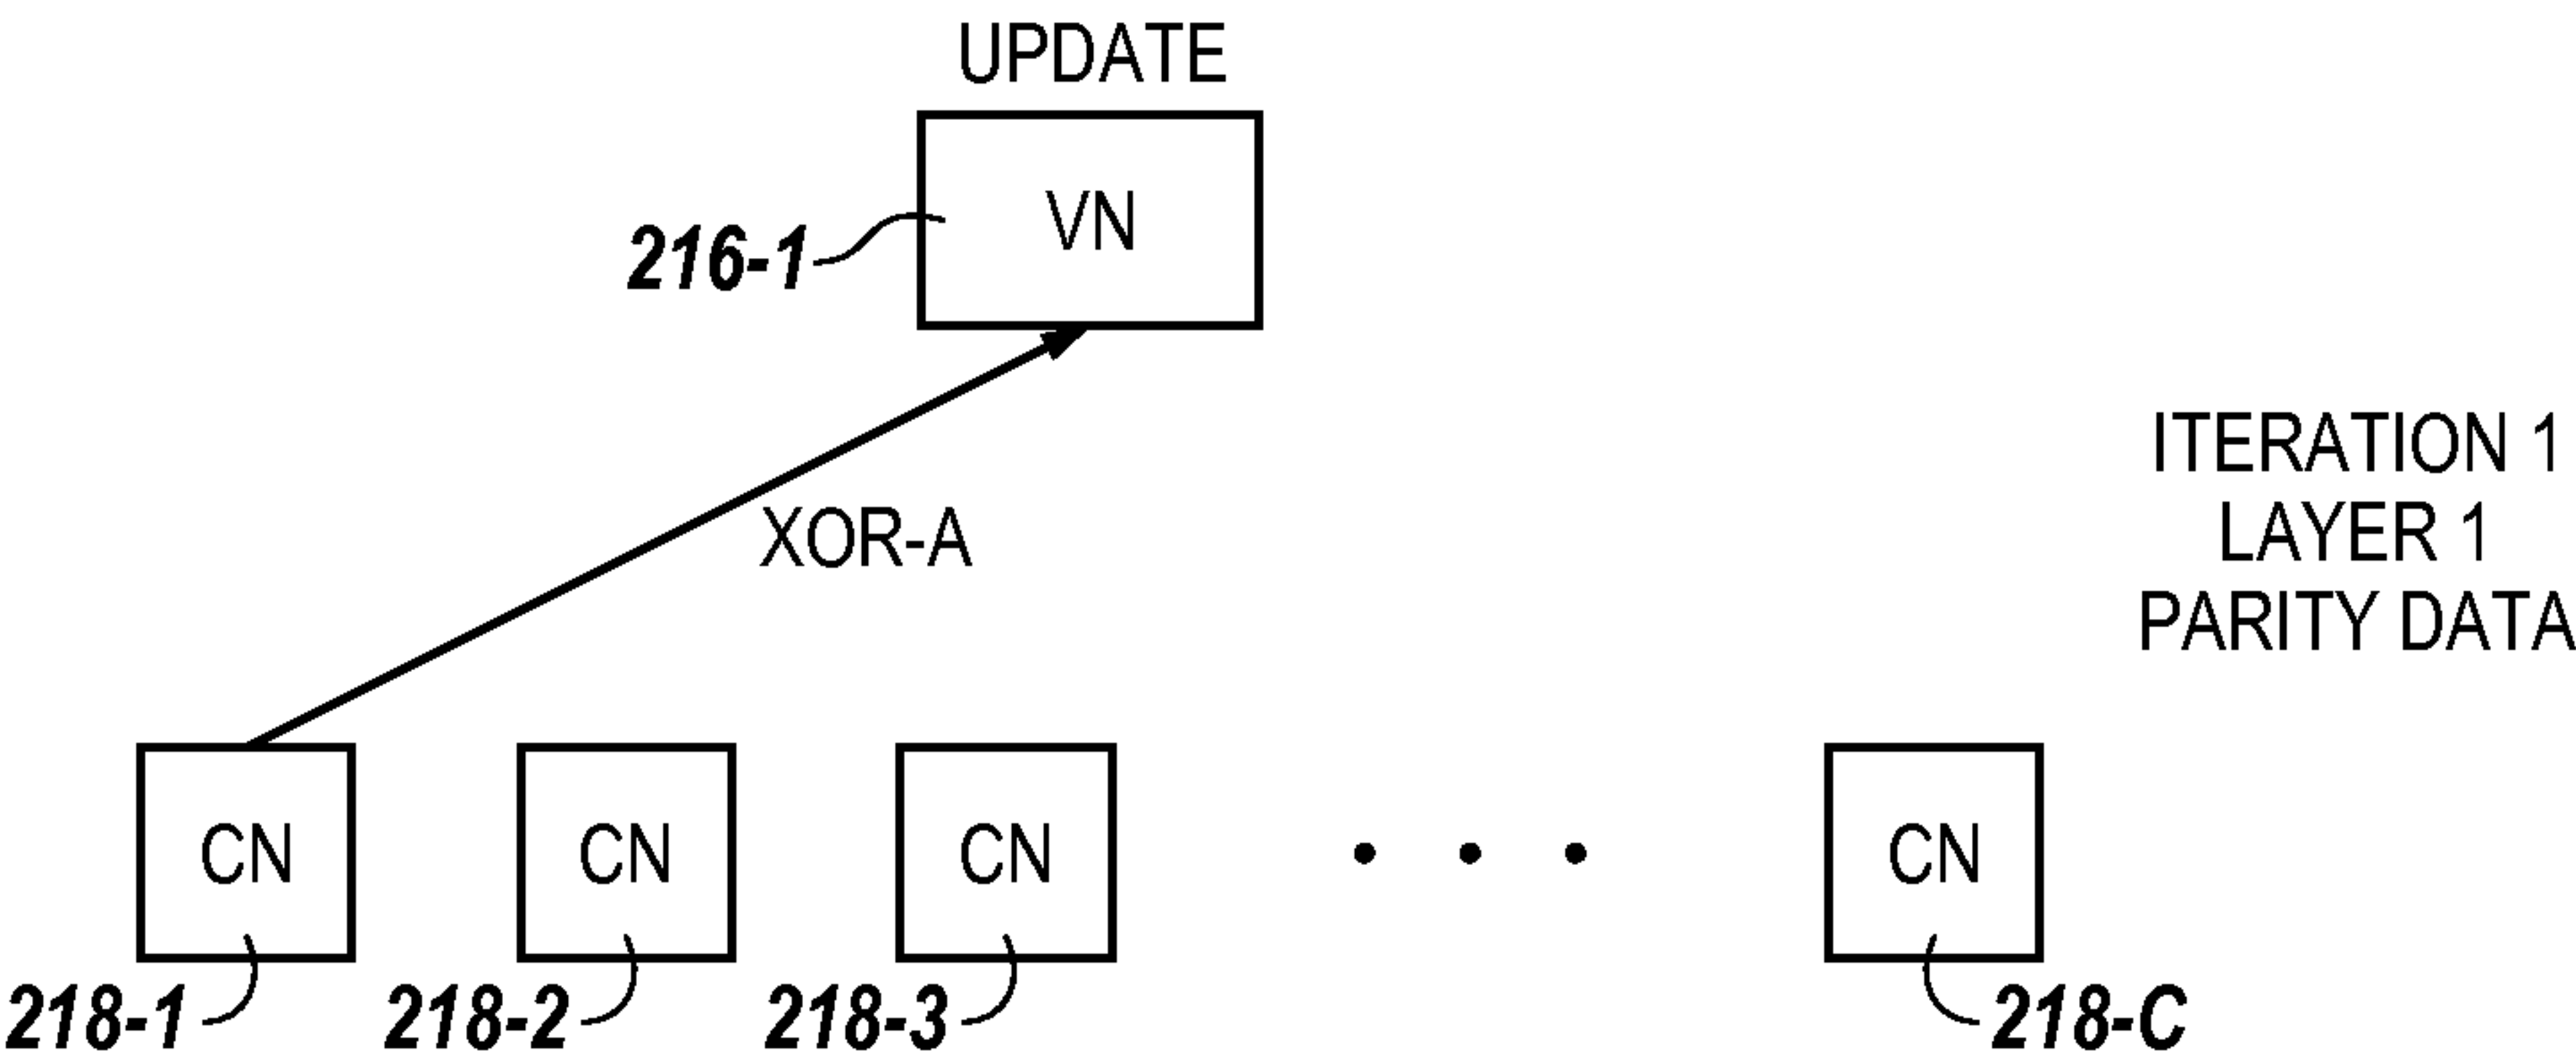 UPDATE
VN
216-1
XOR-A
ITERATION 1
LAYER 1
PARITY DATA
CN CN CN CN
218-1 218-2 218-3 218-C